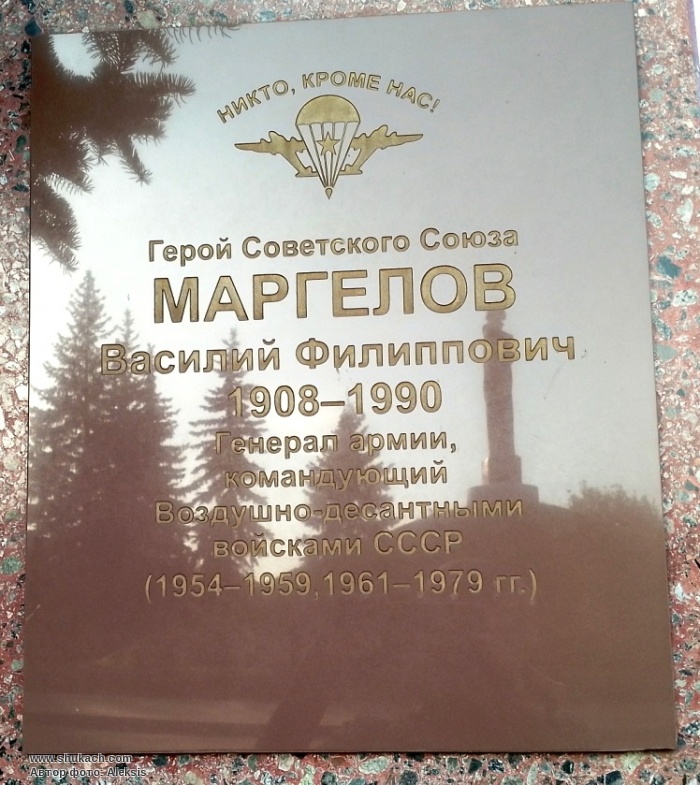 НИКТО, КРОМЕ НАС!
Герой Советского Союза
МАРГЕЛОВ
Василий Филиппович
1908–1990
Генерал армии,
командующий
Воздушно-десантными
войсками СССР
(1954–1959,1961–1979 гг.)
www.shukach.com
Автор фото: Aleksis